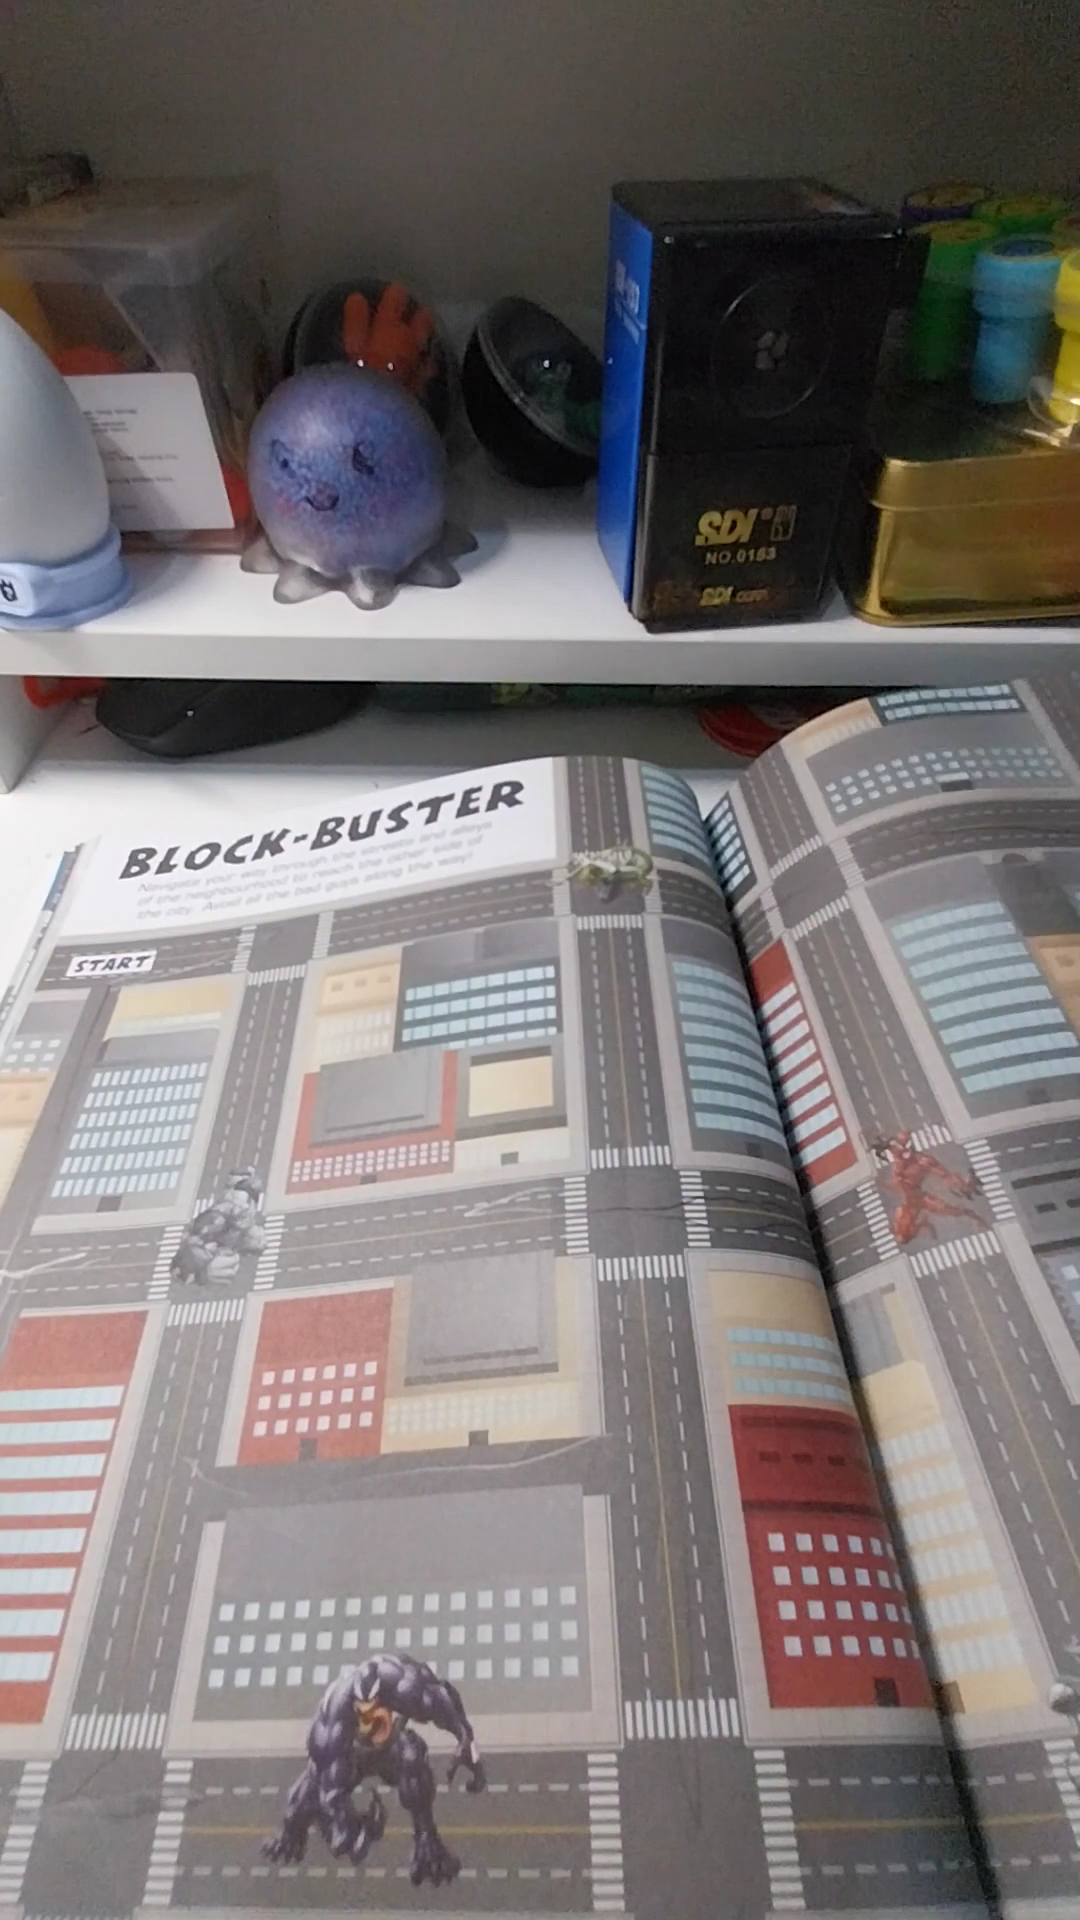 SDI
NO.0153
SDI
BLOCK-BUSTER
Navigate your way through the streets and alleys
of the neighbourhood to reach the other side of
the city. Avoid all the bad guys along the way!
START